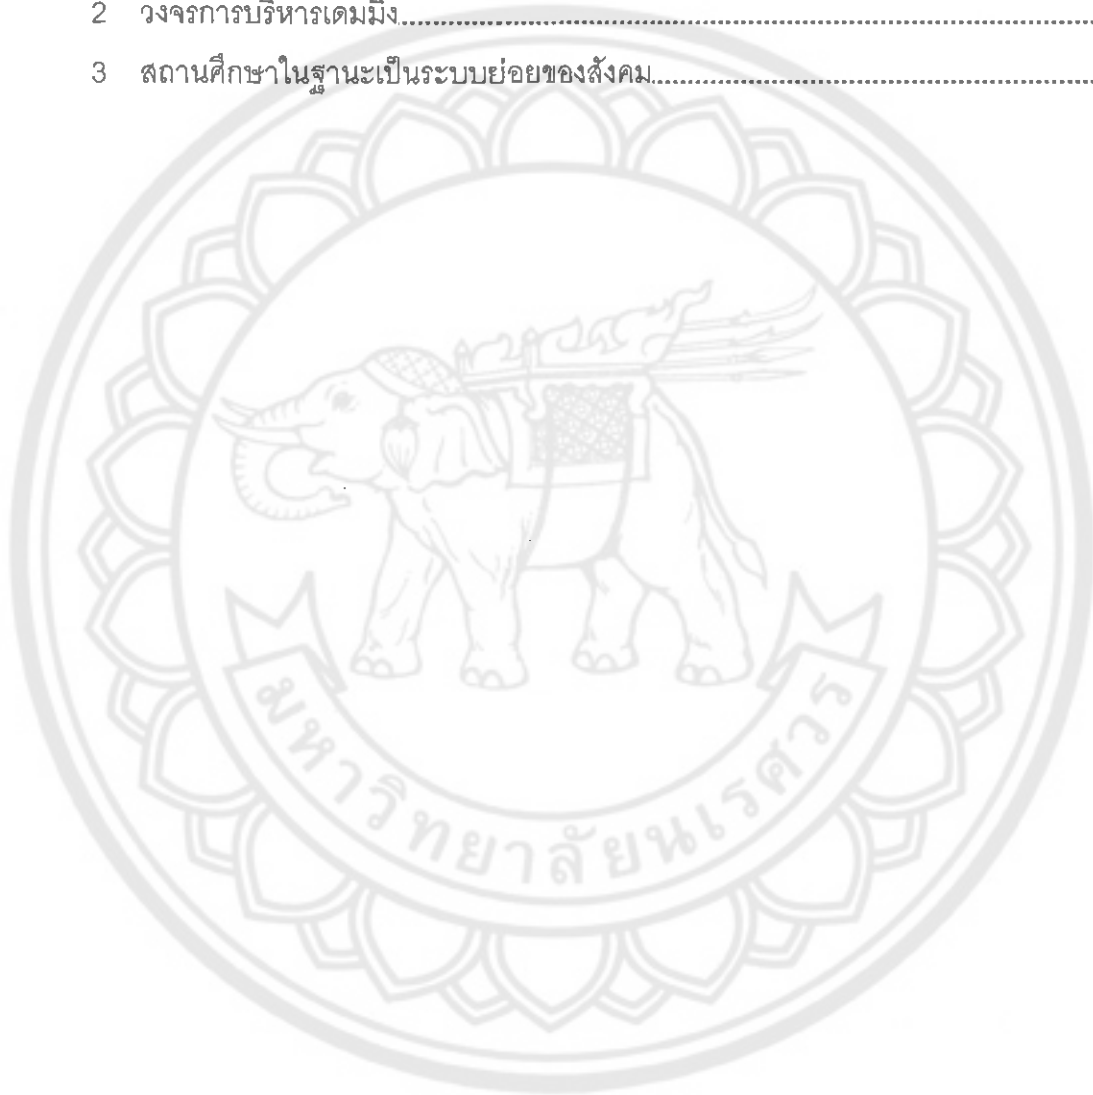 2 วงจรการบริหารเดมมิ่ง........................................................................................
3 สถานศึกษาในฐานะเป็นระบบย่อยของสังคม........................................................
มหาวิทยาลัยนเรศวร